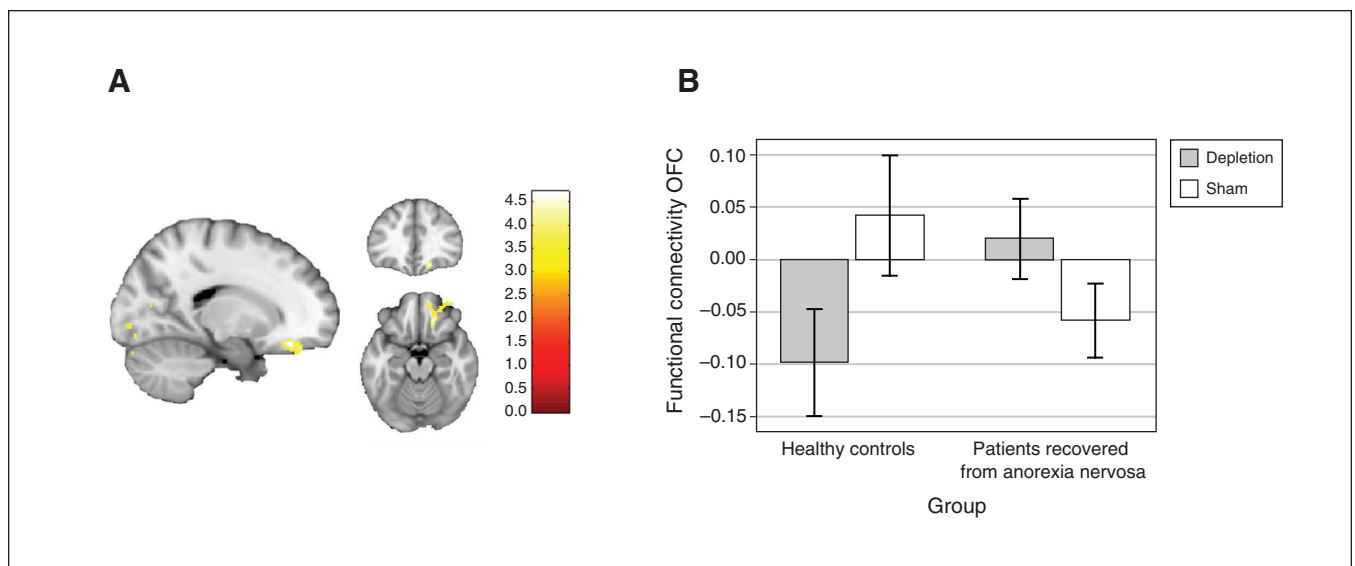 A
4.5
4.0
3.5
3.0
2.5
2.0
1.5
1.0
0.5
0.0
B
Functional connectivity OFC
0.10
0.05
0.00
–0.05
–0.10
–0.15
Healthy controls
Patients recovered
from anorexia nervosa
Group
Depletion
Sham